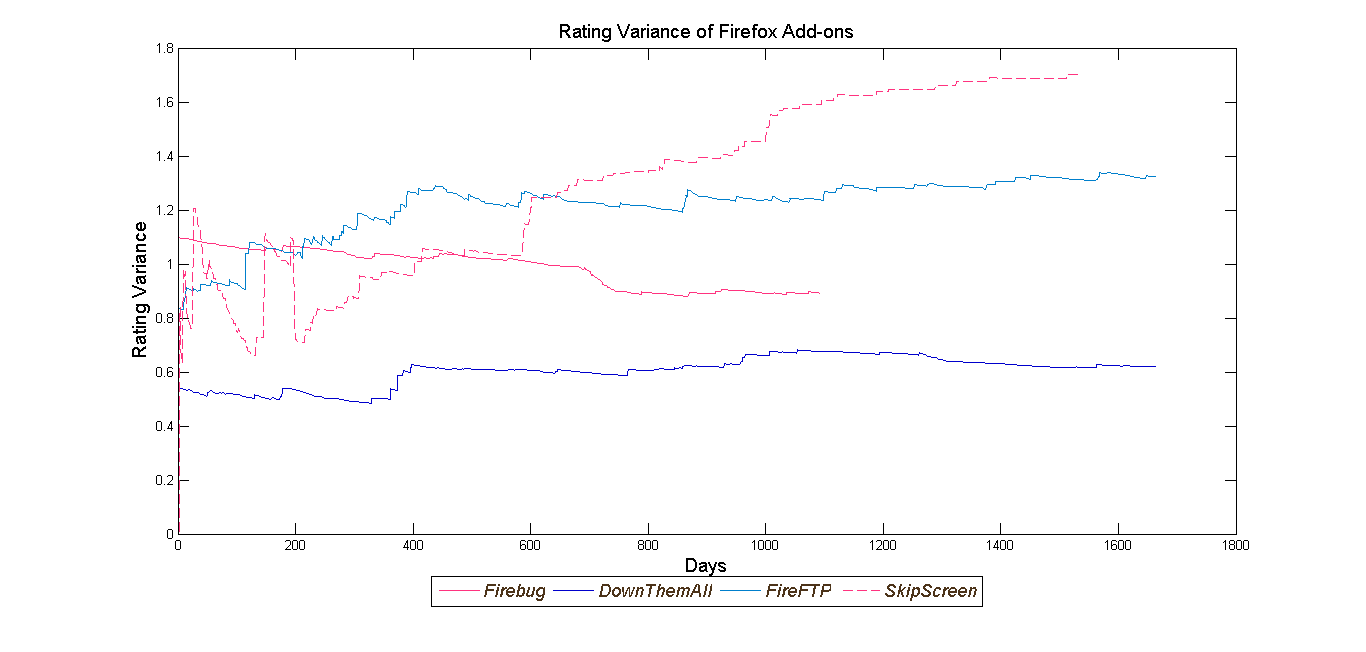 Rating Variance of Firefox Add-ons
1.8
1.6
1.4
1.2
1
0.8
0.6
0.4
0.2
0
Rating Variance
0 200 400 600 800 1000 1200 1400 1600 1800
Days
Firebug DownThemAll FireFTP SkipScreen